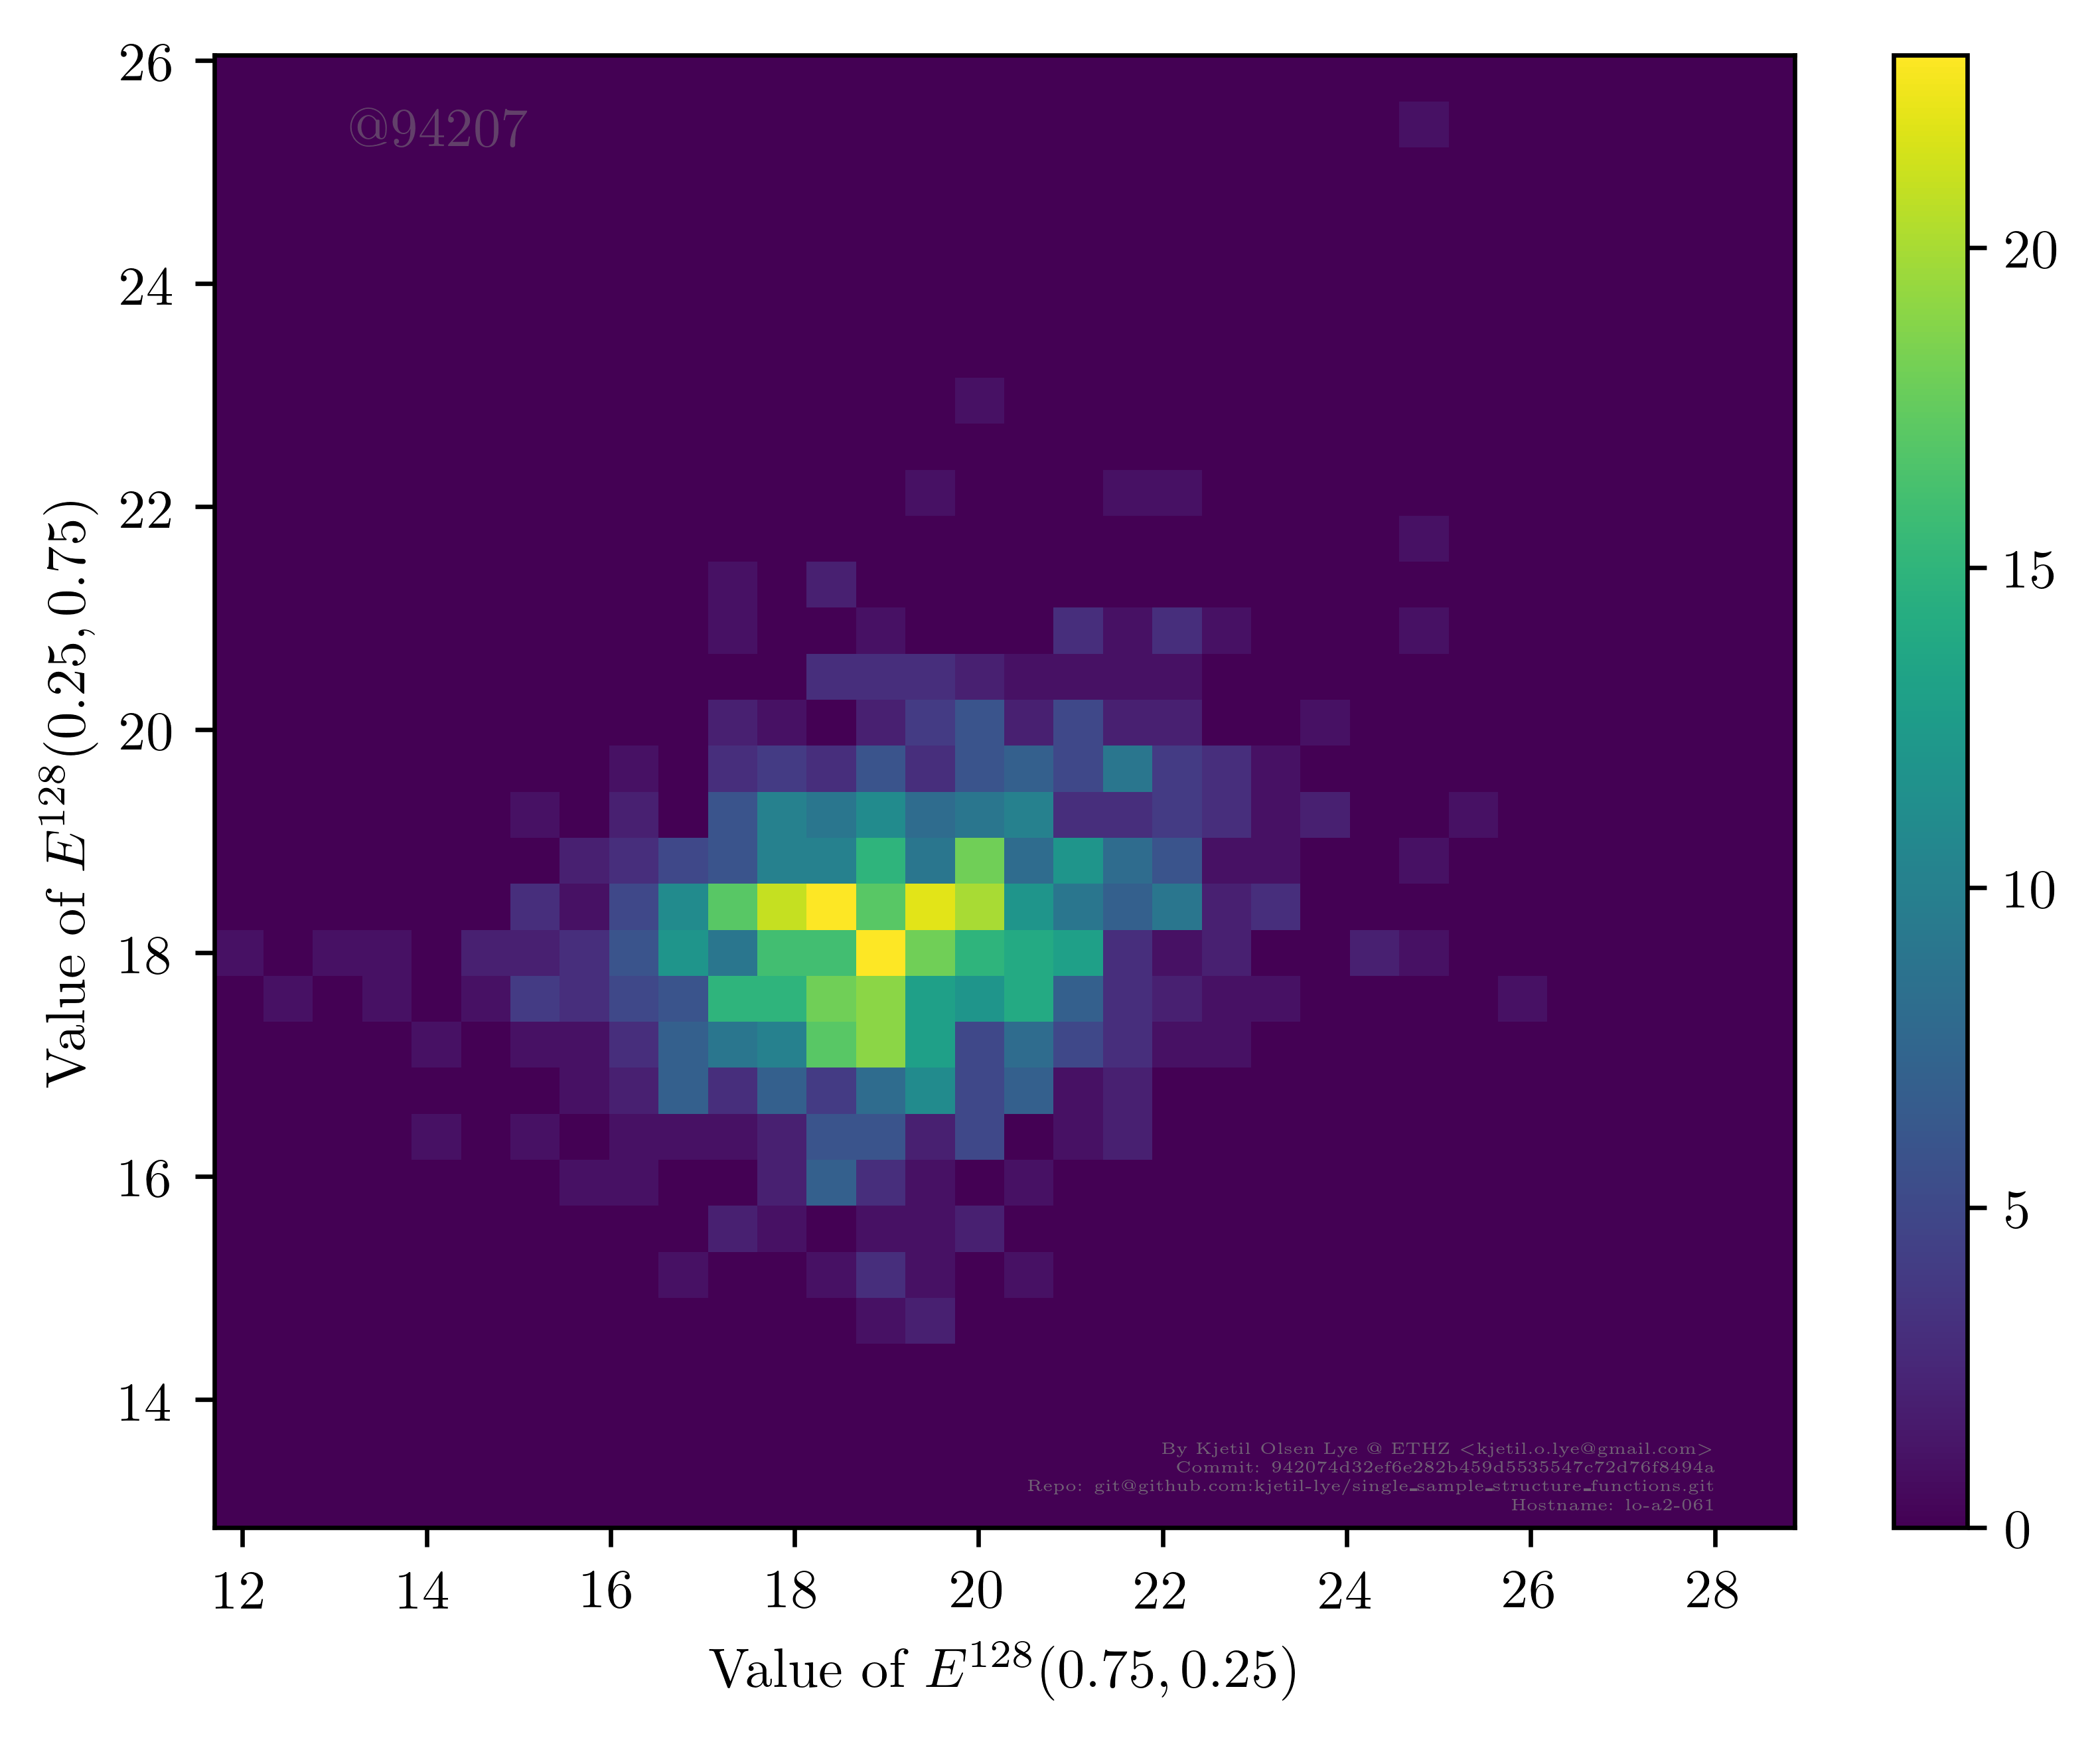 @94207
26
24
22
20
18
16
14
Value of E^128(0.25, 0.75)
12 14 16 18 20 22 24 26 28
Value of E^128(0.75, 0.25)
20
15
10
5
0
By Kjetil Olsen Lye @ ETHZ <kjetil.o.lye@gmail.com>
Commit: 942074d32ef6e282b459d5535547c72d76f8494a
Repo: git@github.com:kjetil-lye/single_sample_structure_functions.git
Hostname: lo-a2-061